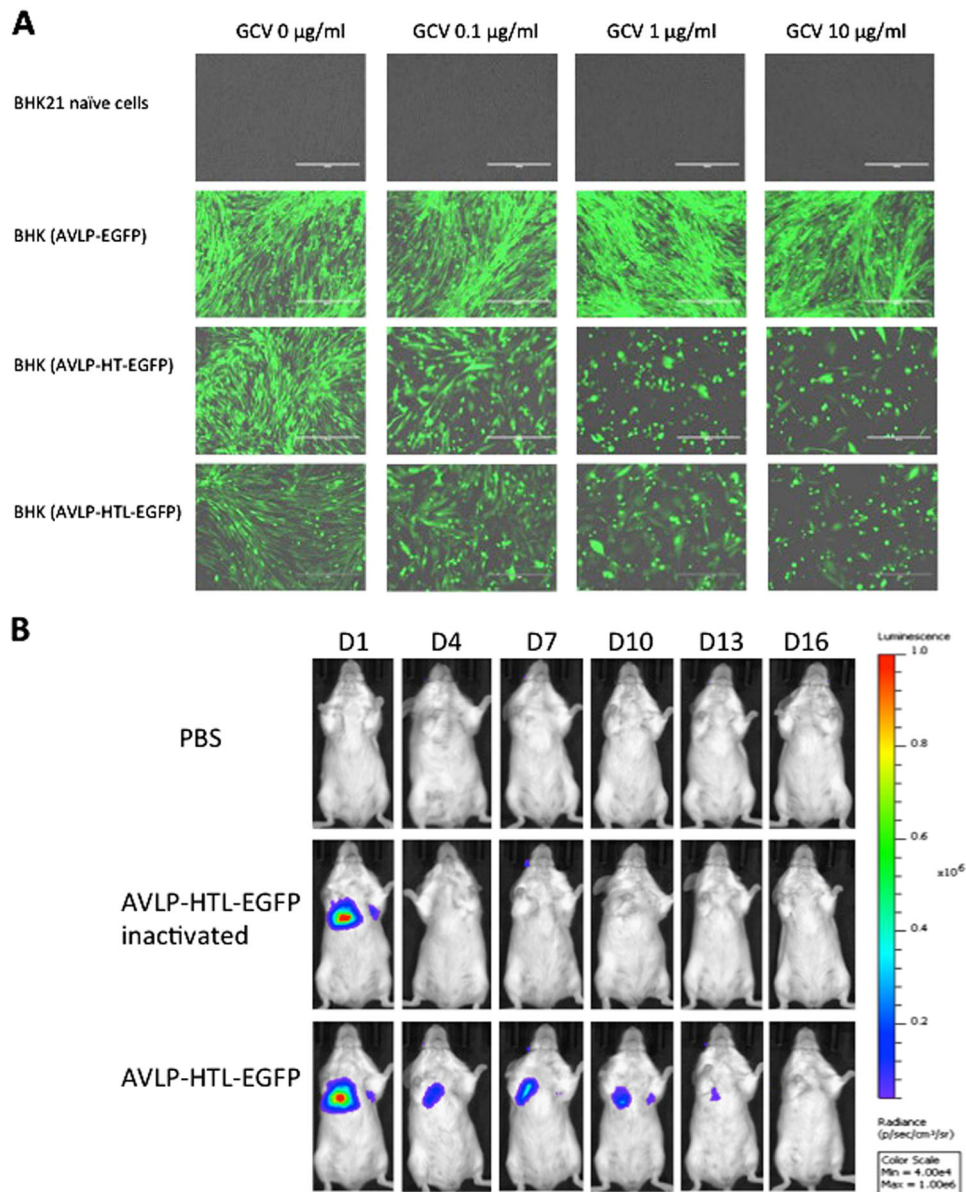 A
GCV 0 µg/ml GCV 0.1 µg/ml GCV 1 µg/ml GCV 10 µg/ml
BHK21 naïve cells
BHK (AVLP-EGFP)
BHK (AVLP-HT-EGFP)
BHK (AVLP-HTL-EGFP)
B
D1 D4 D7 D10 D13 D16
PBS
AVLP-HTL-EGFP
inactivated
AVLP-HTL-EGFP
Luminescence
1.0
0.8
0.6
x10⁶
0.4
0.2
Radiance
(p/sec/cm²/sr)
Color Scale
Min = 4.00e4
Max = 1.00e6